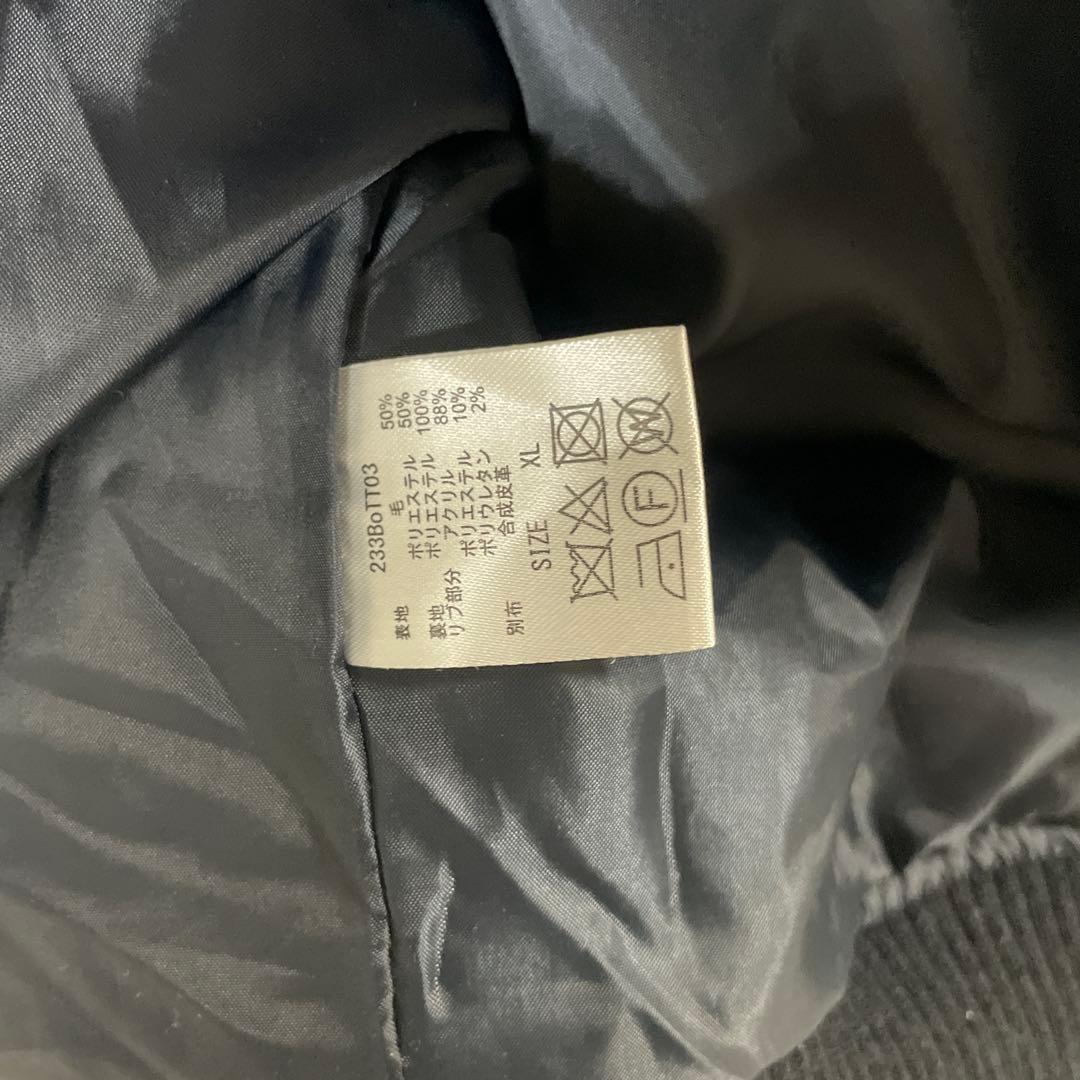 233BoTT03
表地 毛 50%
ポリエステル 50%
裏地 ポリエステル 100%
リブ部分 アクリル 88%
ポリエステル 10%
ポリウレタン 2%
別布 合成皮革
SIZE XL
F
W